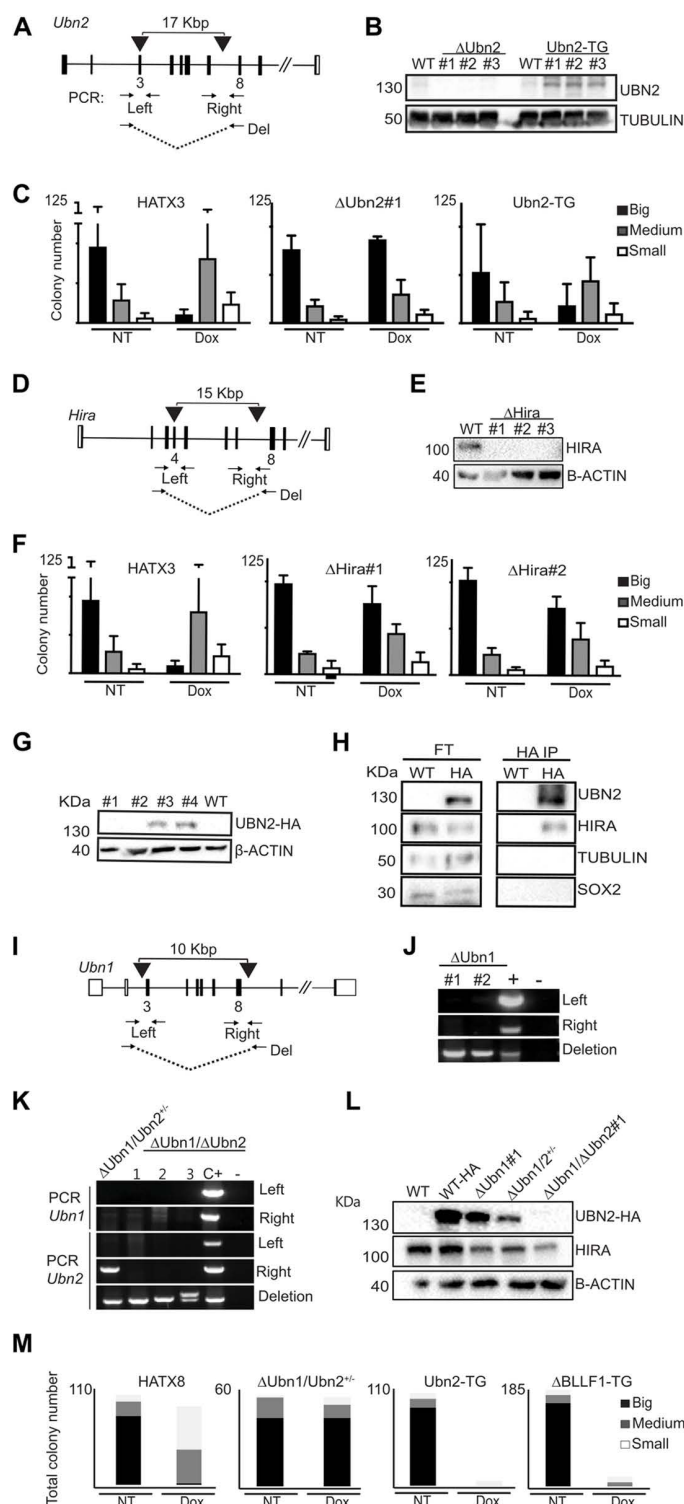 A
Ubn2
17 Kbp
3 8
PCR: Left Right
Del
B
ΔUbn2 Ubn2-TG
WT #1 #2 #3 WT #1 #2 #3
130 UBN2
50 TUBULIN
C
HATX3 ΔUbn2#1 Ubn2-TG
125 125 125
Colony number
Big
Medium
Small
NT Dox NT Dox NT Dox
D
Hira
15 Kbp
4 8
Left Right
Del
E
ΔHira
WT #1 #2 #3
100 HIRA
40 B-ACTIN
F
HATX3 ΔHira#1 ΔHira#2
125 125 125
Colony number
Big
Medium
Small
NT Dox NT Dox NT Dox
G
KDa #1 #2 #3 #4 WT
130 UBN2-HA
40 β-ACTIN
H
FT HA IP
KDa WT HA WT HA
130 UBN2
100 HIRA
50 TUBULIN
30 SOX2
I
Ubn1
10 Kbp
3 8
Left Right
Del
J
ΔUbn1
#1 #2 + -
Left
Right
Deletion
K
ΔUbn1/Ubn2+/- ΔUbn1/ΔUbn2
1 2 3 C+ -
PCR Ubn1
Left
Right
PCR Ubn2
Left
Right
Deletion
L
KDa WT WT-HA ΔUbn1#1 ΔUbn1/2+/- ΔUbn1/ΔUbn2#1
130 UBN2-HA
100 HIRA
40 B-ACTIN
M
HATX8 ΔUbn1/Ubn2+/- Ubn2-TG ΔBLLF1-TG
110 60 110 185
Total colony number
Big
Medium
Small
NT Dox NT Dox NT Dox NT Dox